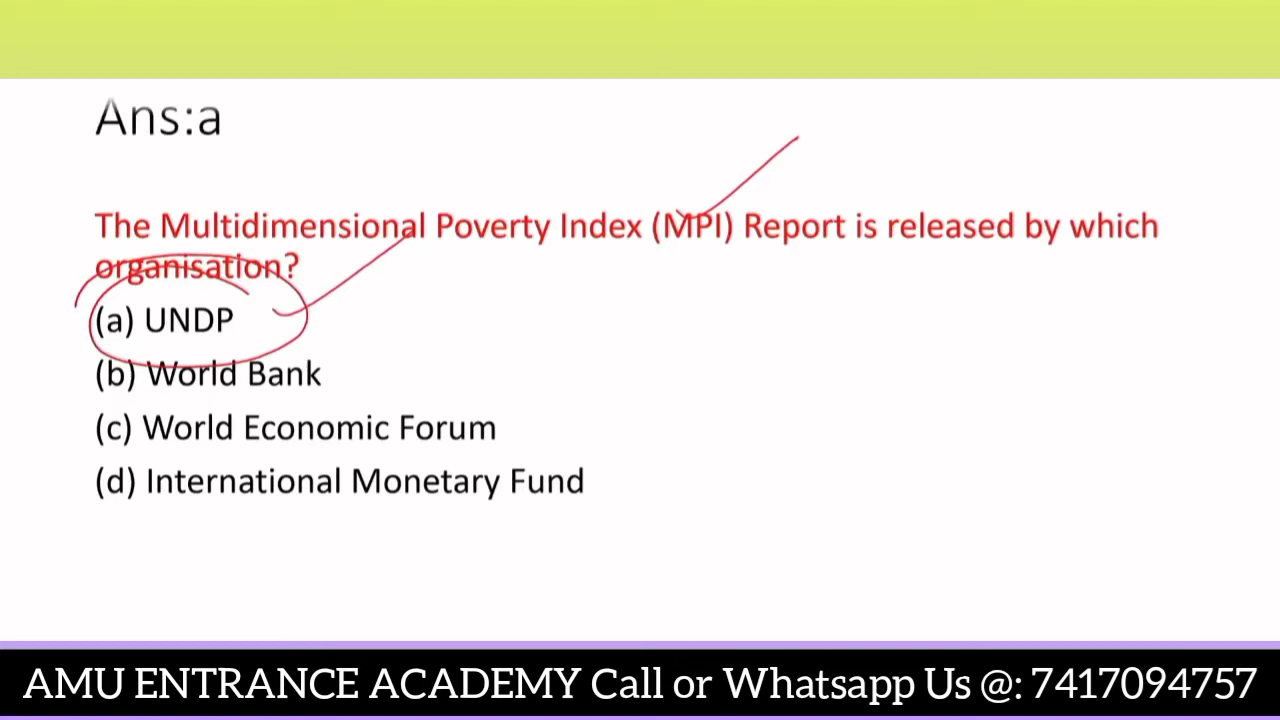 Ans:a
The Multidimensional Poverty Index (MPI) Report is released by which
organisation?
(a) UNDP
(b) World Bank
(c) World Economic Forum
(d) International Monetary Fund
AMU ENTRANCE ACADEMY Call or Whatsapp Us @: 7417094757